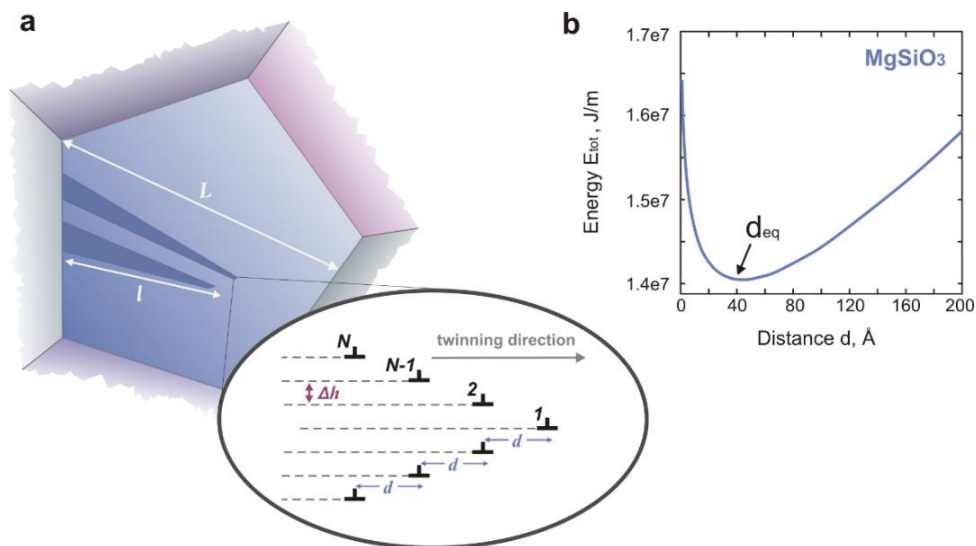 a
L
l
N
twinning direction
N-1
Δh
2
1
d
d
d
b
MgSiO3
Energy Etot , J/m
1.7e7
1.6e7
1.5e7
1.4e7
deq
0 40 80 120 160 200
Distance d, Å